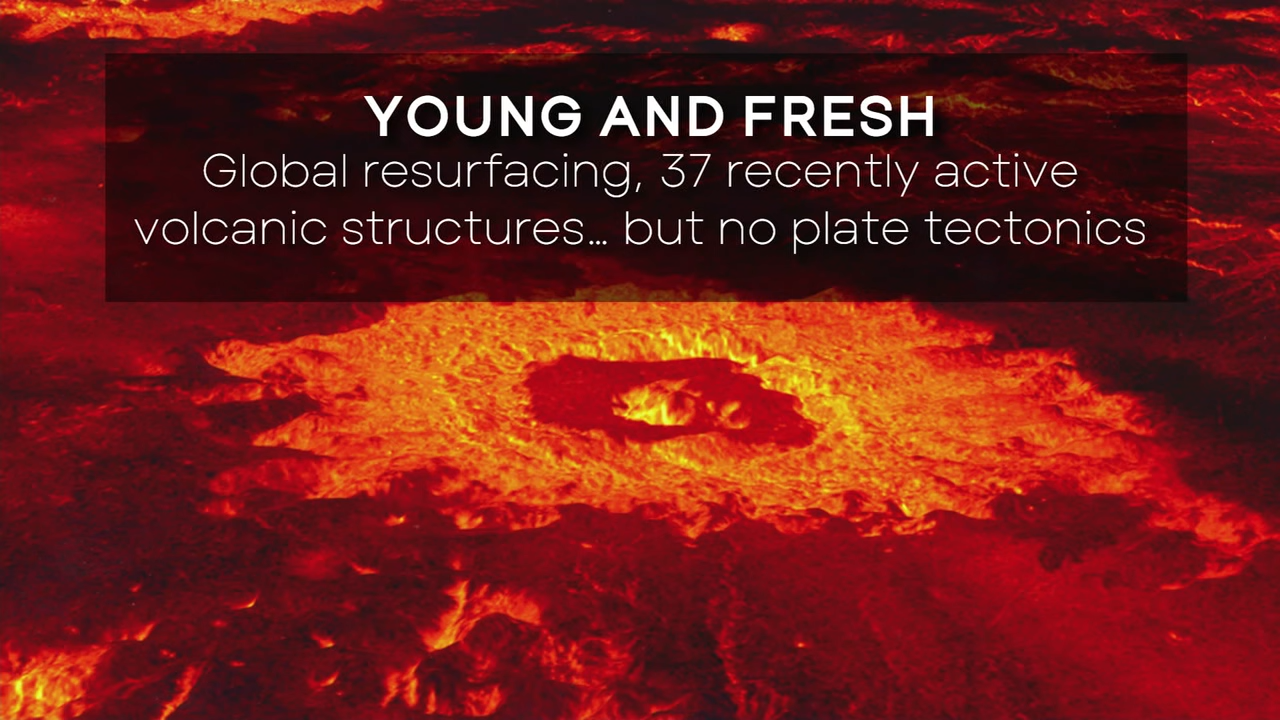 YOUNG AND FRESH
Global resurfacing, 37 recently active
volcanic structures… but no plate tectonics